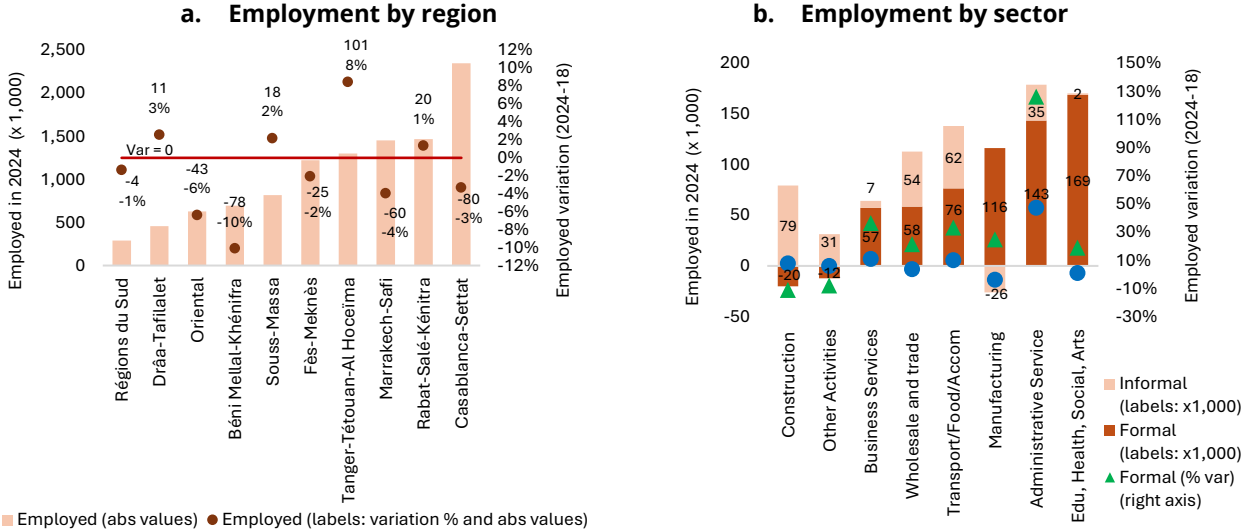 a. Employment by region
Employed in 2024 (x 1,000)
2,500
2,000
1,500
1,000
500
0
Var = 0
-4
-1%
11
3%
-43
-6%
-78
-10%
18
2%
-25
-2%
101
8%
-60
-4%
20
1%
-80
-3%
12%
10%
8%
6%
4%
2%
0%
-2%
-4%
-6%
-8%
-10%
-12%
Employed variation (2024-18)
Régions du Sud
Drâa-Tafilalet
Oriental
Béni Mellal-Khénifra
Souss-Massa
Fès-Meknès
Tanger-Tétouan-Al Hoceïma
Marrakech-Safi
Rabat-Salé-Kénitra
Casablanca-Settat
Employed (abs values)
Employed (labels: variation % and abs values)
b. Employment by sector
Employed in 2024 (x 1,000)
200
150
100
50
0
-50
79
-20
31
-12
7
57
54
58
62
76
116
-26
35
143
2
169
150%
130%
110%
90%
70%
50%
30%
10%
-10%
-30%
Employed variation (2024-18)
Construction
Other Activities
Business Services
Wholesale and trade
Transport/Food/Accom
Manufacturing
Administrative Service
Edu, Health, Social, Arts
Informal
(labels: x1,000)
Formal
(labels: x1,000)
Formal (% var)
(right axis)